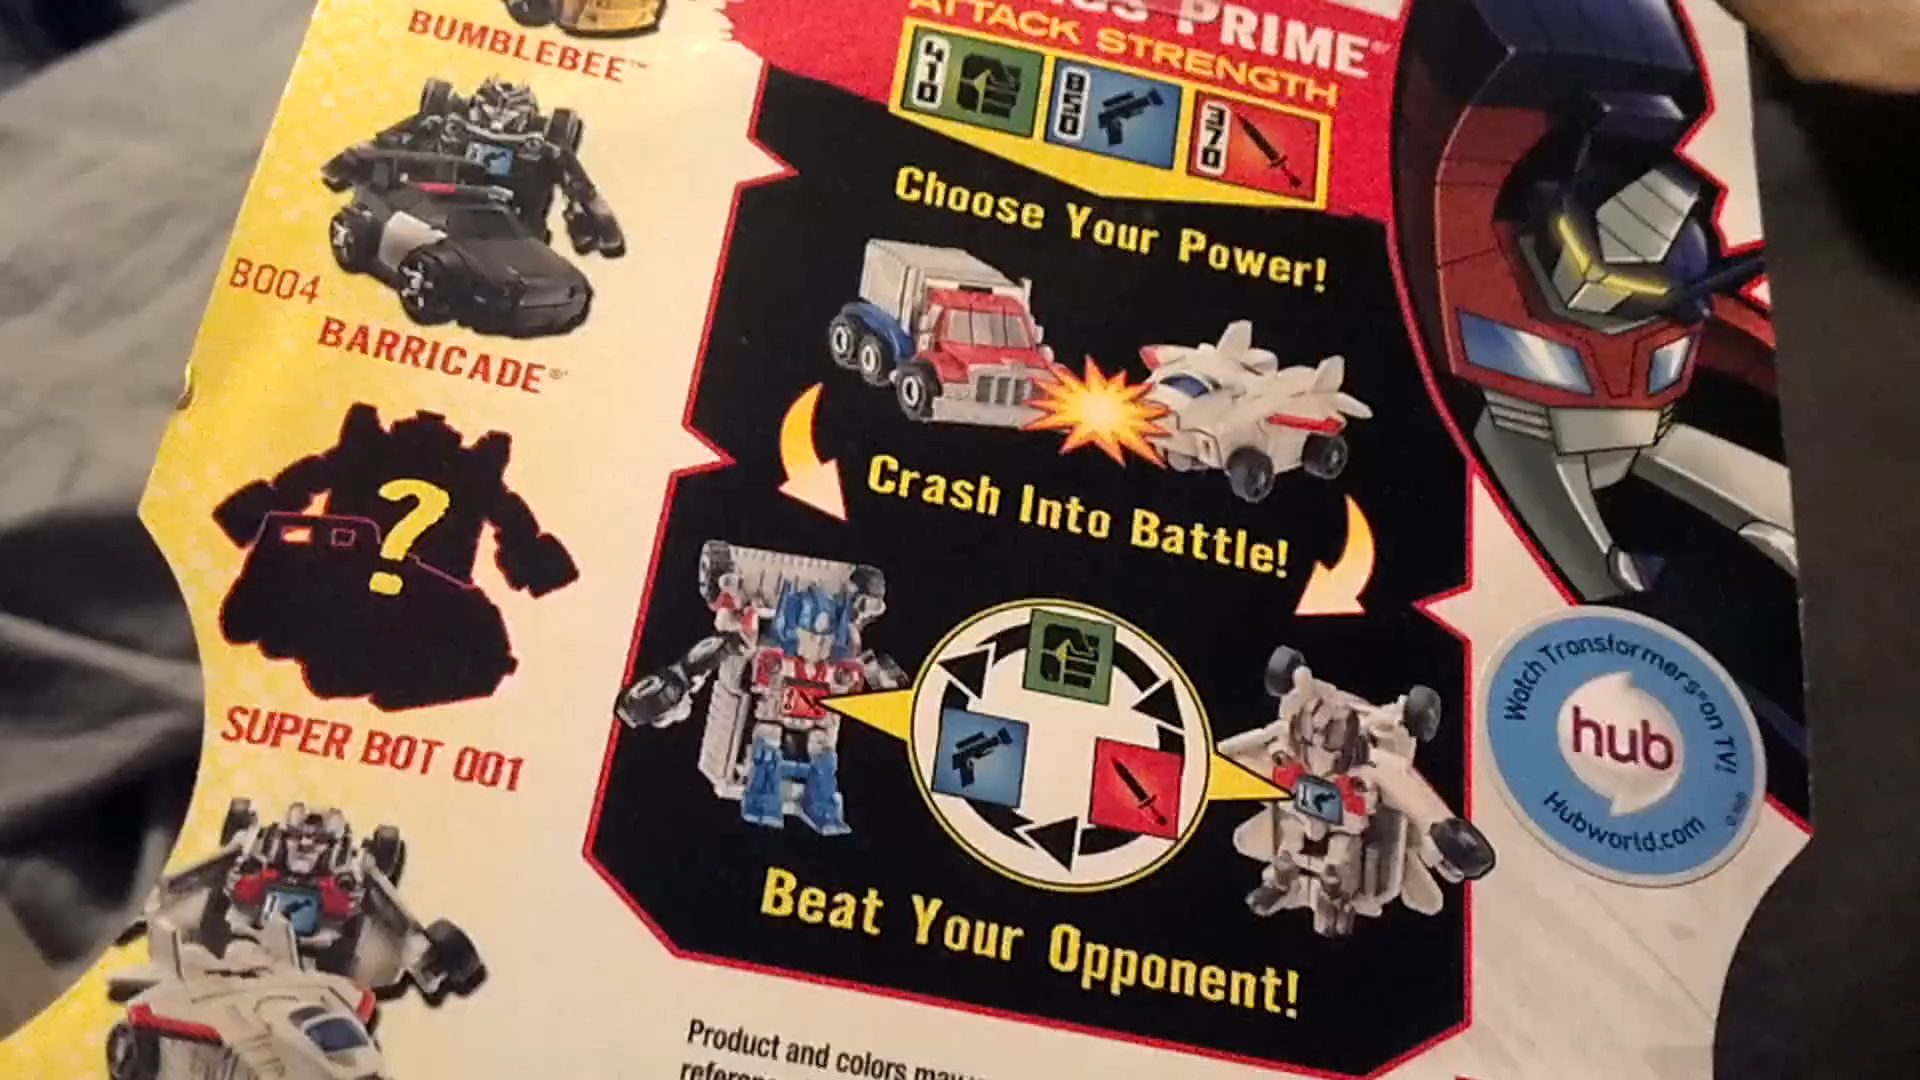 BUMBLEBEE™
B004
BARRICADE®
?
SUPER BOT 001
PRIME®
ATTACK STRENGTH
410
850
370
Choose Your Power!
Crash Into Battle!
Beat Your Opponent!
Watch Transformers® on TV!
hub
Hubworld.com
Product and colors may